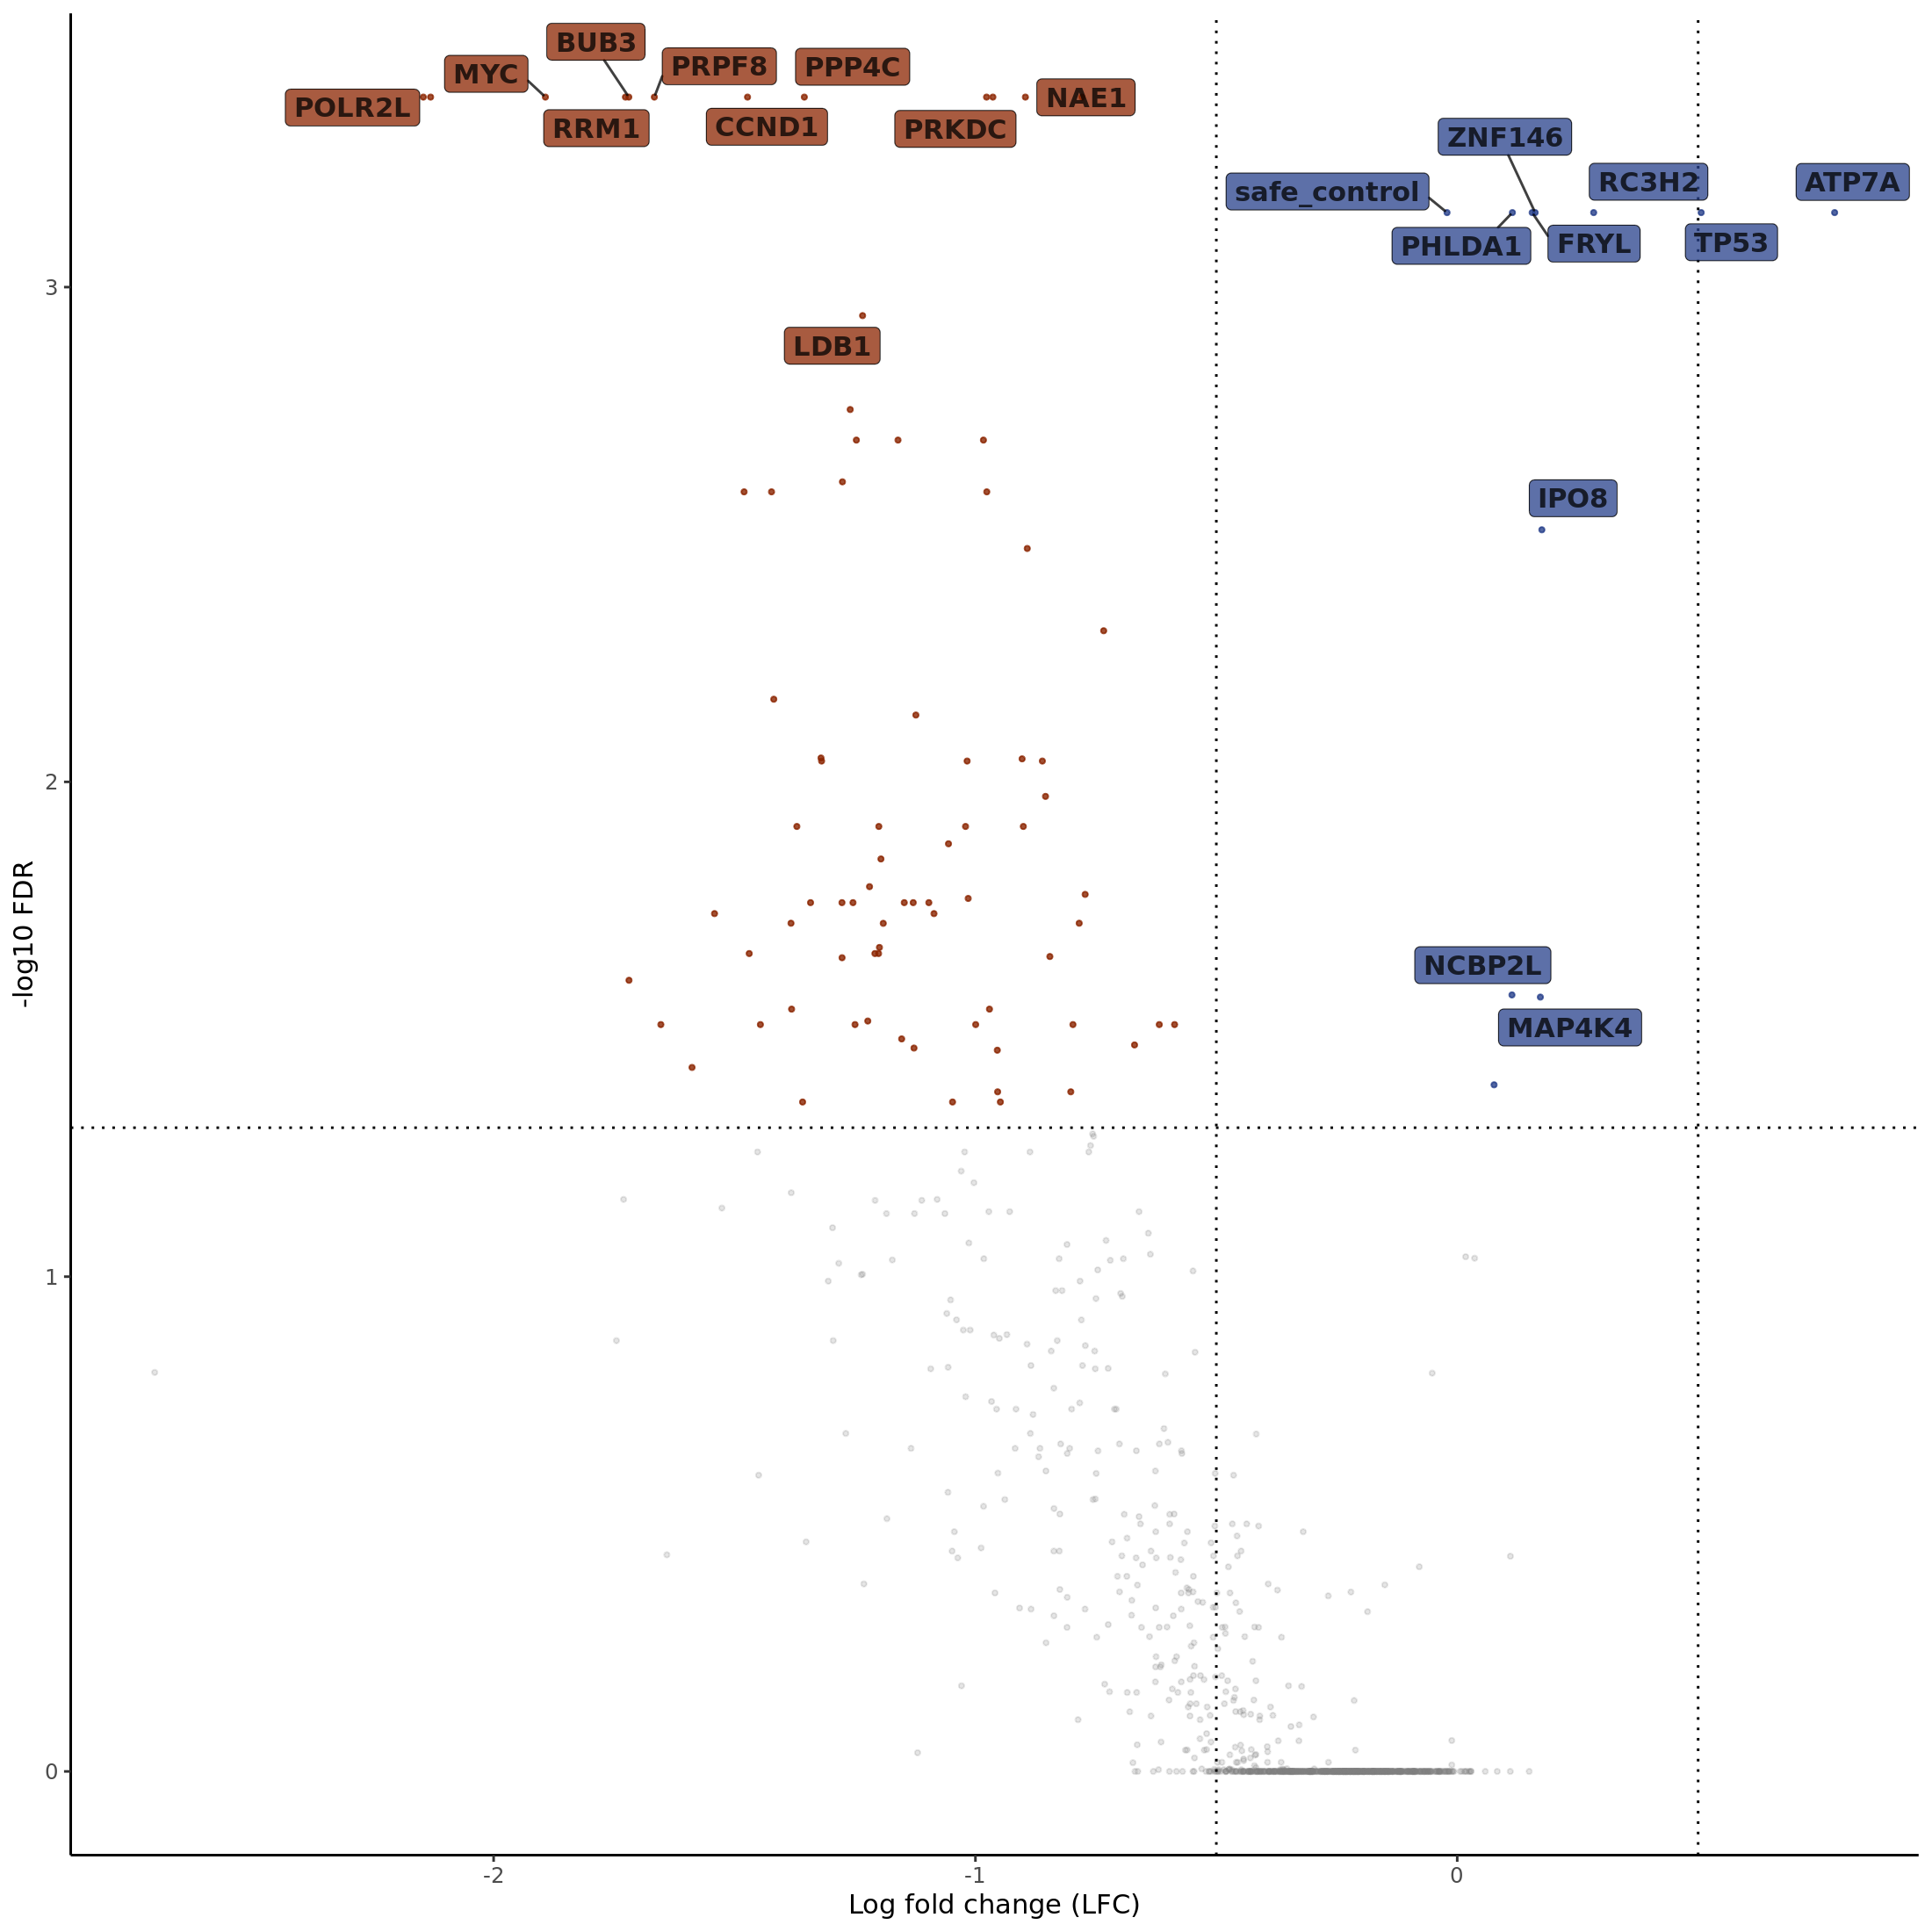 BUB3
MYC
PRPF8
PPP4C
POLR2L
NAE1
RRM1
CCND1
PRKDC
ZNF146
safe_control
RC3H2
ATP7A
PHLDA1
FRYL
TP53
3
LDB1
IPO8
2
-log10 FDR
NCBP2L
MAP4K4
1
0
-2
-1
0
Log fold change (LFC)